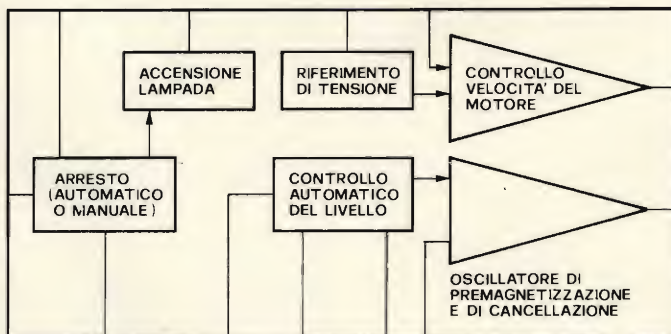 ACCENSIONE
LAMPADA
RIFERIMENTO
DI TENSIONE
CONTROLLO
VELOCITA' DEL
MOTORE
ARRESTO
(AUTOMATICO
O MANUALE)
CONTROLLO
AUTOMATICO
DEL LIVELLO
OSCILLATORE DI
PREMAGNETIZZAZIONE
E DI CANCELLAZIONE